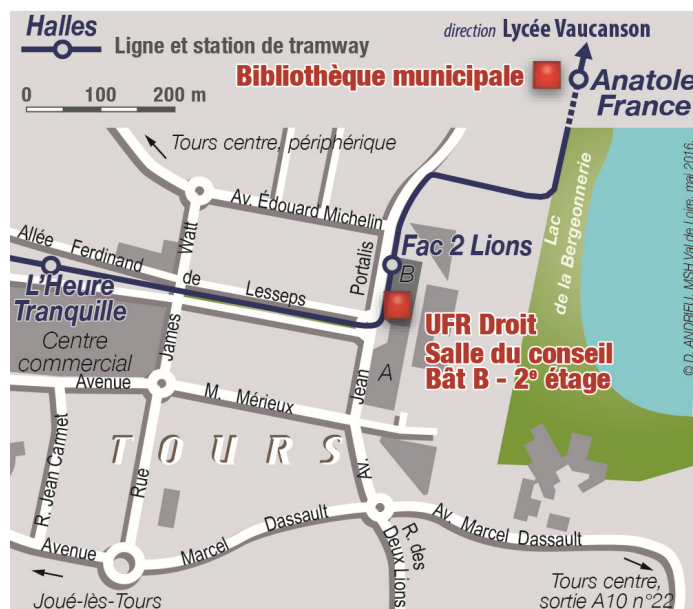 Halles
Ligne et station de tramway
direction Lycée Vaucanson
Bibliothèque municipale
Anatole
France
0 100 200 m
Tours centre, périphérique
Av. Édouard Michelin
Allée Ferdinand de Lesseps
Watt
Portalis
Fac 2 Lions
B
L'Heure
Tranquille
Centre
commercial
James
UFR Droit
Salle du conseil
Bât B - 2e étage
A
Jean
Lac
de la Bergeonnerie
© D. ANDRIEU, MSH Val de Loire, mai 2016.
Avenue M. Mérieux
TOURS
R. Jean Carmet
Rue
Av.
Avenue Marcel Dassault
Av. Marcel Dassault
R. des
Deux Lions
Joué-lès-Tours
Tours centre,
sortie A10 n°22